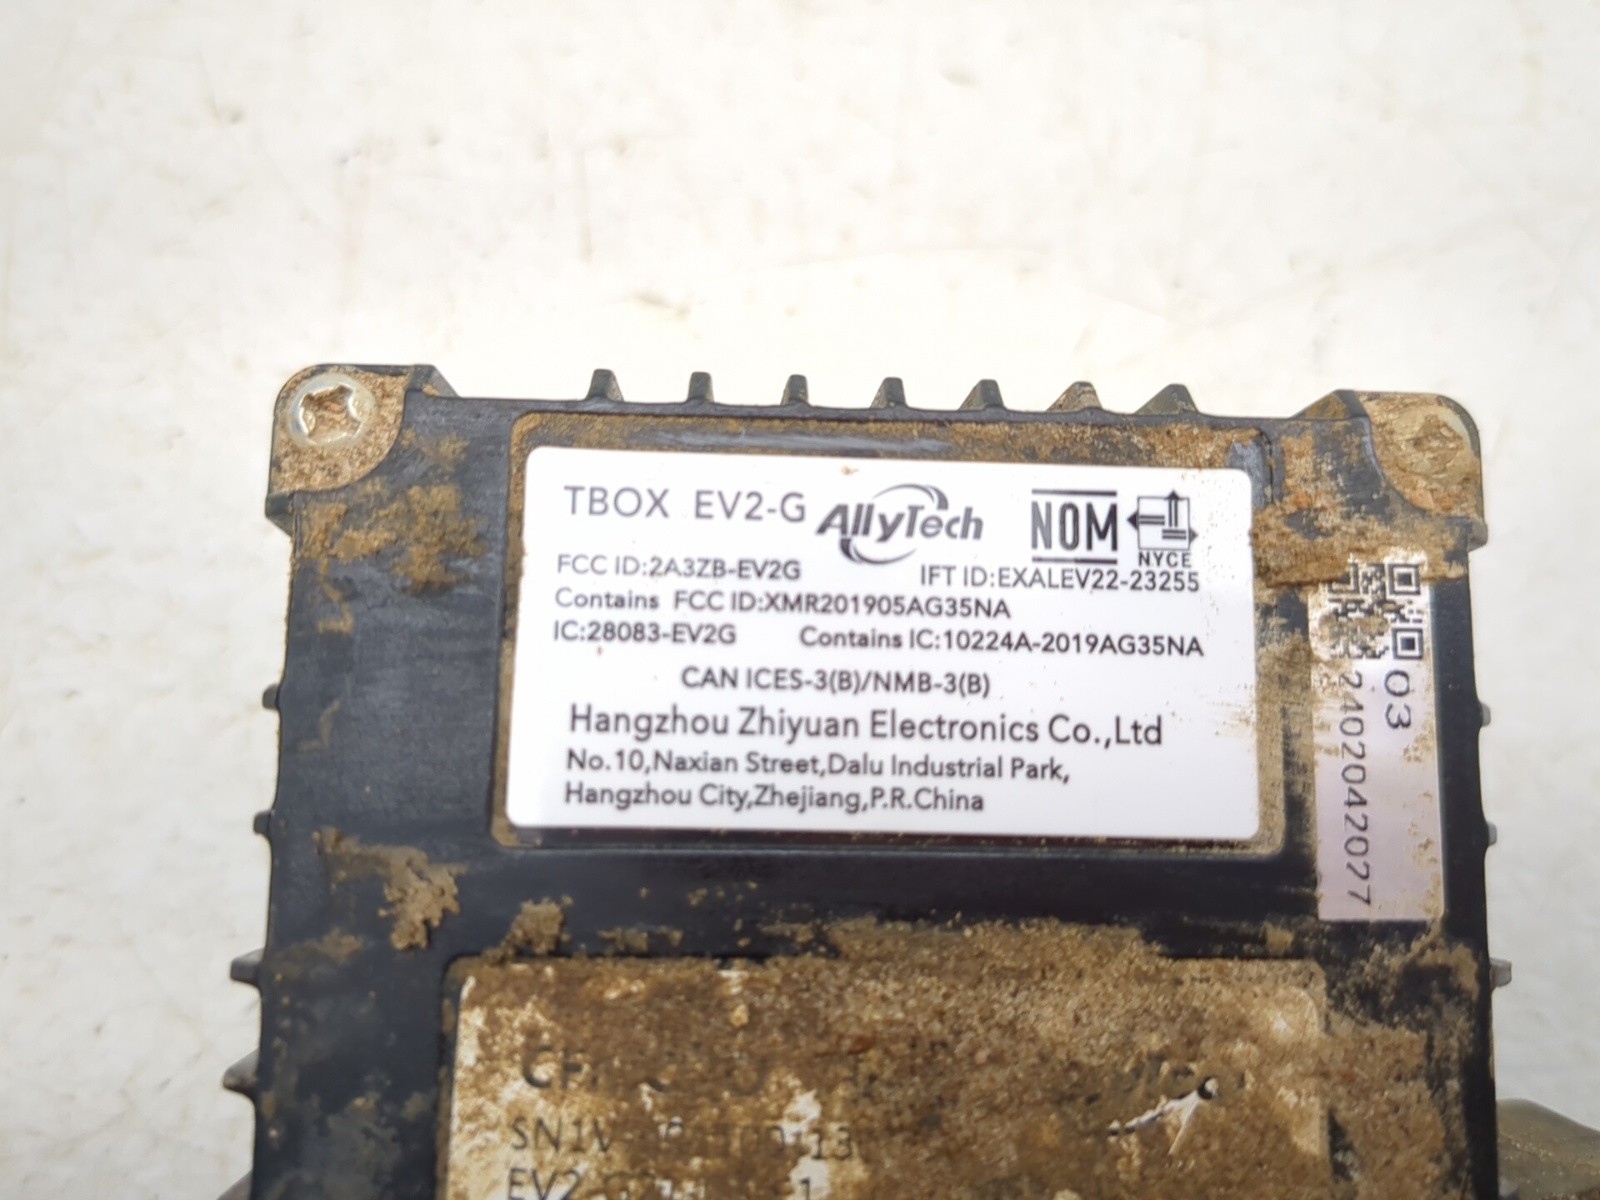 TBOX EV2-G AllyTech NOM NYCE
FCC ID:2A3ZB-EV2G IFT ID:EXALEV22-23255
Contains FCC ID:XMR201905AG35NA
IC:28083-EV2G Contains IC:10224A-2019AG35NA
CAN ICES-3(B)/NMB-3(B)
Hangzhou Zhiyuan Electronics Co.,Ltd
No.10,Naxian Street,Dalu Industrial Park,
Hangzhou City,Zhejiang,P.R.China
03
2402042077